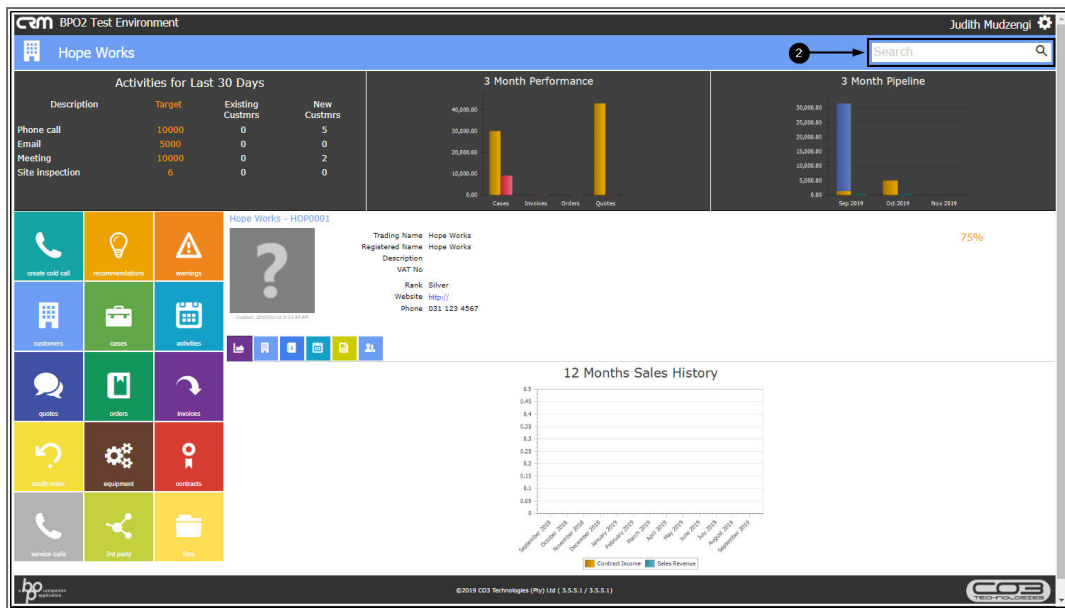 CRM BPO2 Test Environment
Judith Mudzengi
Hope Works
2
Search
Activities for Last 30 Days
Description Target Existing Custmrs New Custmrs
Phone call 10000 0 5
Email 5000 0 0
Meeting 10000 0 2
Site inspection 6 0 0
3 Month Performance
40,000.00
30,000.00
20,000.00
10,000.00
0.00
Cases Invoices Orders Quotes
3 Month Pipeline
30,000.00
25,000.00
20,000.00
15,000.00
10,000.00
5,000.00
0.00
Sep 2019 Oct 2019 Nov 2019
create cold call recommendations warnings
customers cases activities
quotes orders invoices
credit notes equipment contracts
service calls 3rd party files
Hope Works - HOP0001
Trading Name Hope Works
Registered Name Hope Works
Description
VAT No
Rank Silver
Website http://
Phone 031 123 4567
75%
12 Months Sales History
0.5
0.45
0.4
0.35
0.3
0.25
0.2
0.15
0.1
0.05
0
September 2018 October 2018 November 2018 December 2018 January 2019 February 2019 March 2019 April 2019 May 2019 June 2019 July 2019 August 2019 September 2019
Contract Income Sales Revenue
bpo companion application
©2019 CO3 Technologies (Pty) Ltd ( 3.5.5.1 / 3.5.5.1)
CO3
TECHNOLOGIES